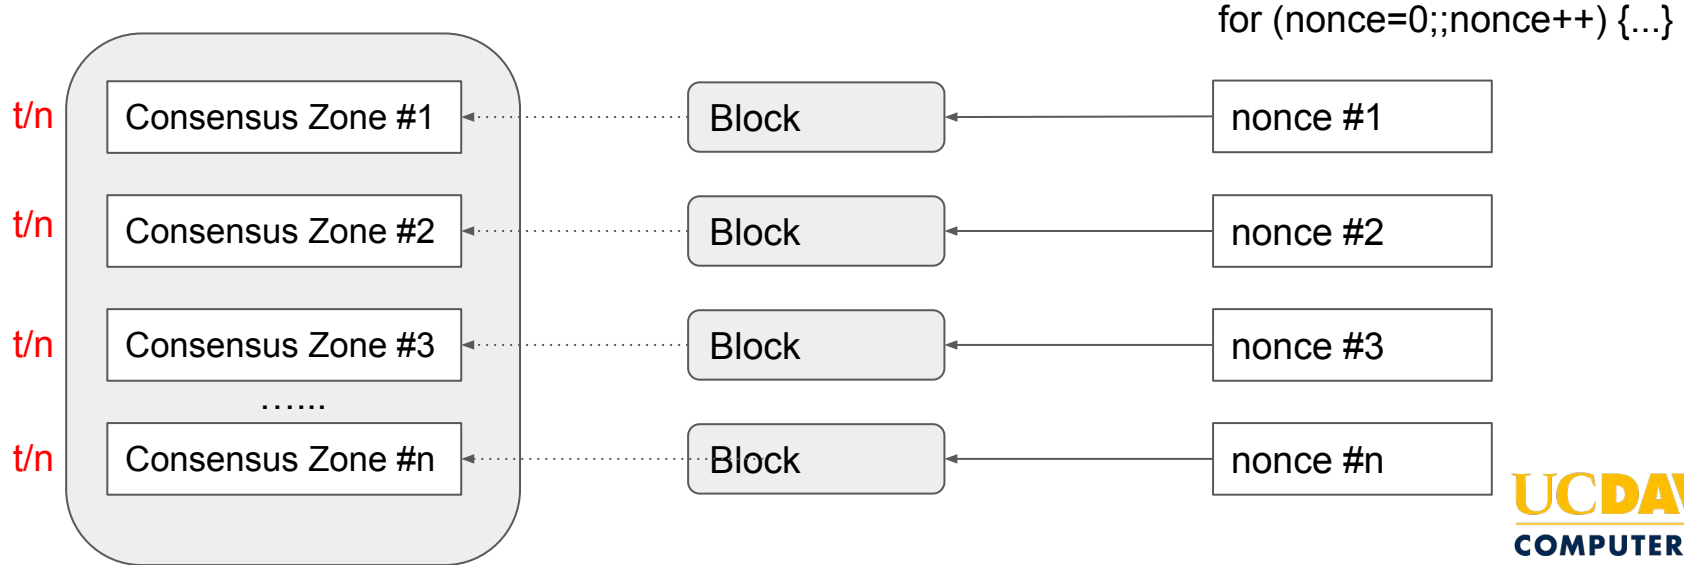 for (nonce=0;;nonce++) {...}
t/n Consensus Zone #1 Block nonce #1
t/n Consensus Zone #2 Block nonce #2
t/n Consensus Zone #3 Block nonce #3
…...
t/n Consensus Zone #n Block nonce #n
COMPUTER